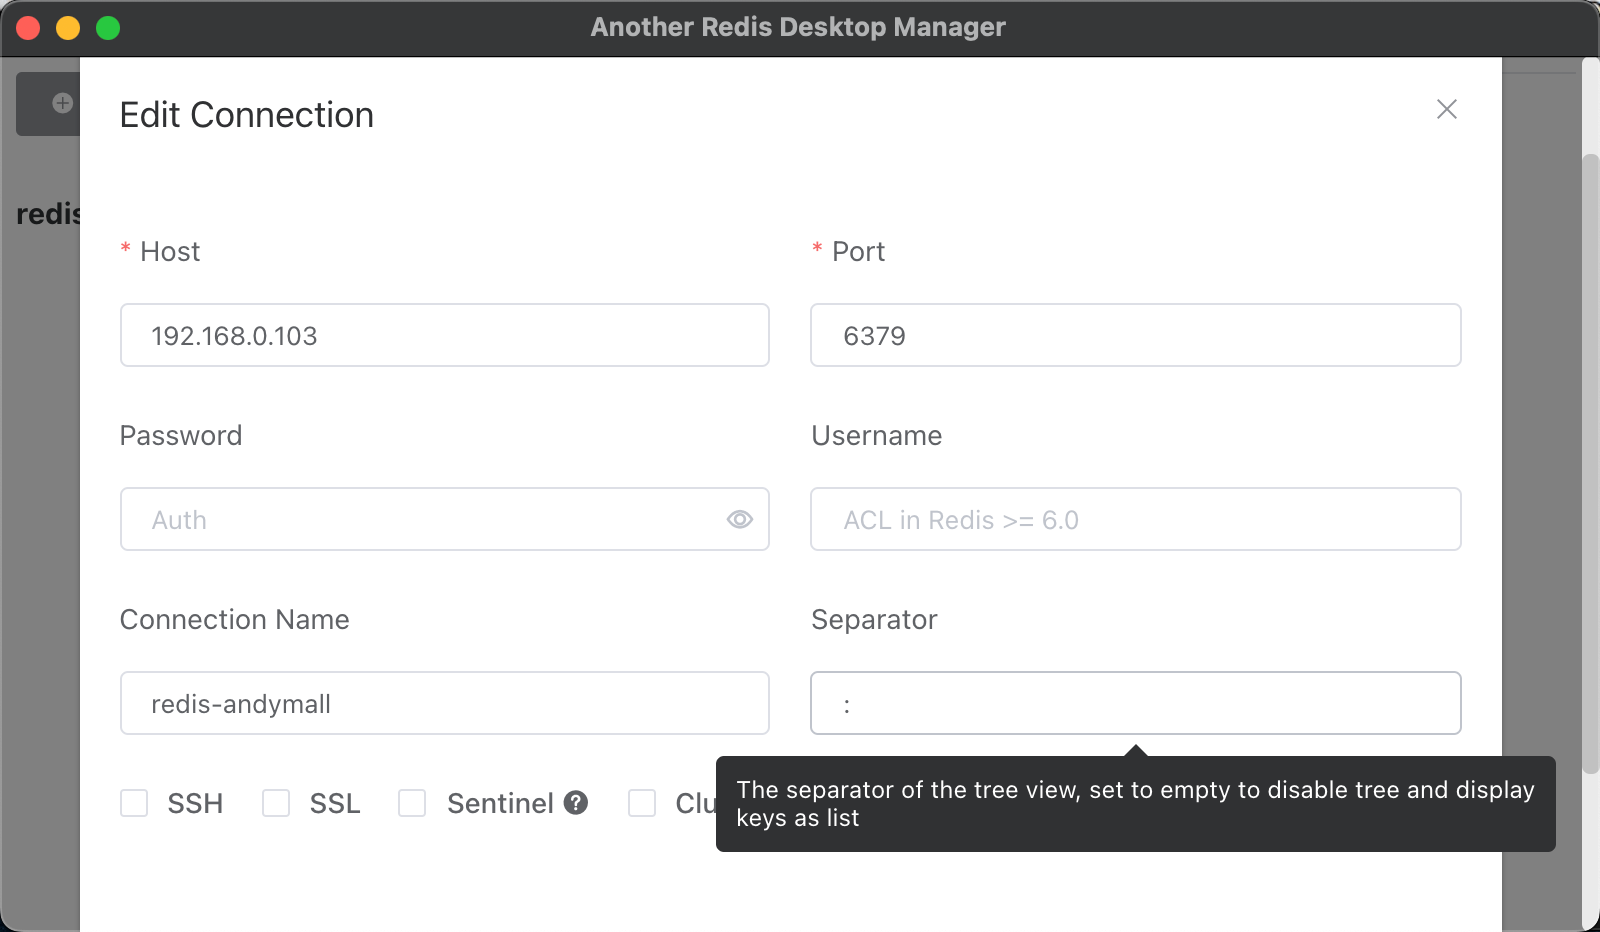 Another Redis Desktop Manager
Edit Connection
redis
* Host
* Port
192.168.0.103
6379
Password
Username
Auth
ACL in Redis >= 6.0
Connection Name
Separator
redis-andymall
:
SSH
SSL
Sentinel
?
Clu
The separator of the tree view, set to empty to disable tree and display
keys as list